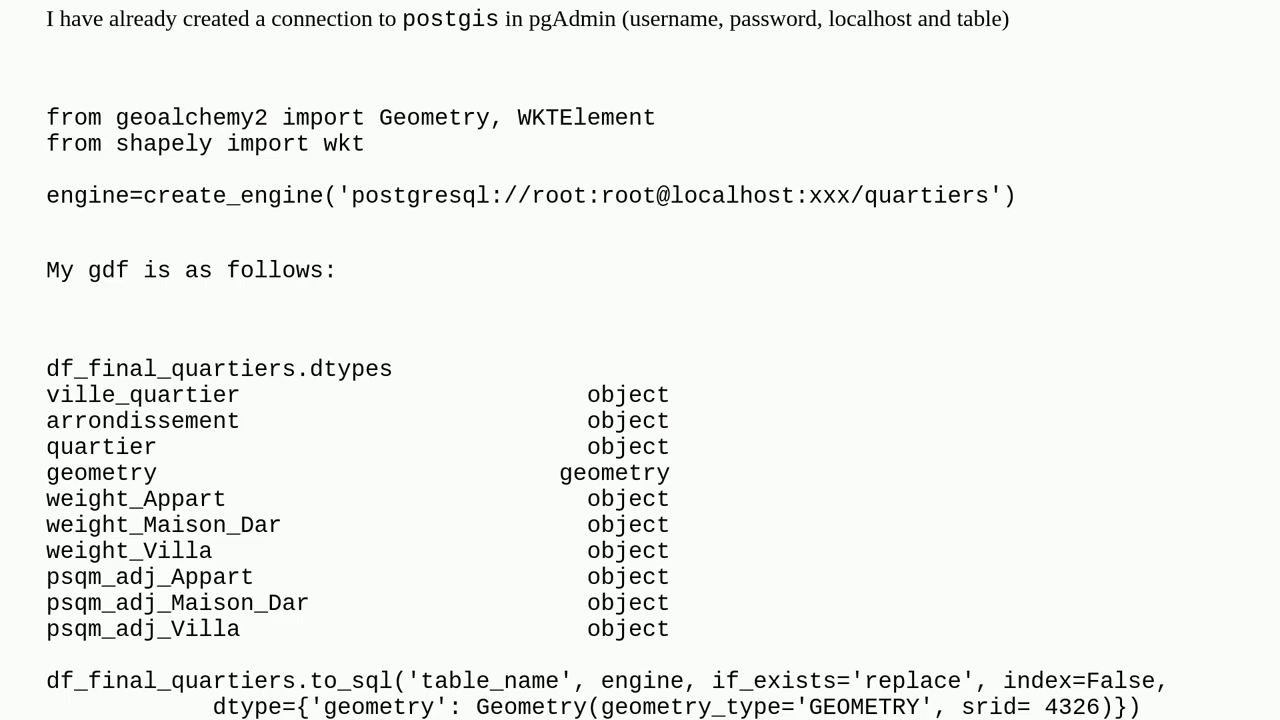 I have already created a connection to postgis in pgAdmin (username, password, localhost and table)
from geoalchemy2 import Geometry, WKTElement
from shapely import wkt
engine=create_engine('postgresql://root:root@localhost:xxx/quartiers')
My gdf is as follows:
df_final_quartiers.dtypes
ville_quartier                         object
arrondissement                         object
quartier                               object
geometry                             geometry
weight_Appart                          object
weight_Maison_Dar                      object
weight_Villa                           object
psqm_adj_Appart                        object
psqm_adj_Maison_Dar                    object
psqm_adj_Villa                         object
df_final_quartiers.to_sql('table_name', engine, if_exists='replace', index=False,
            dtype={'geometry': Geometry(geometry_type='GEOMETRY', srid= 4326)})